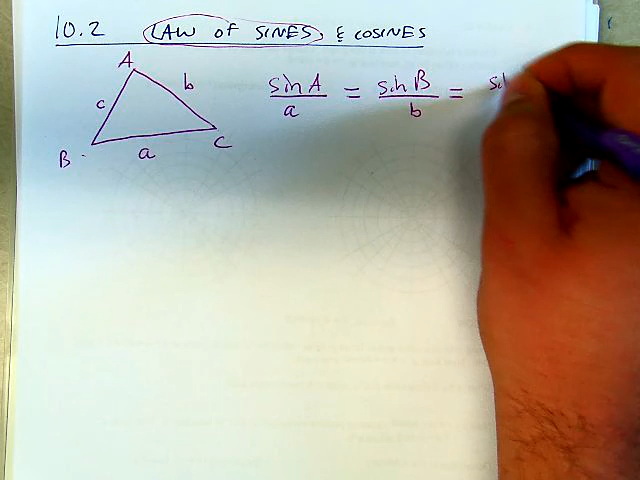 10.2 LAW OF SINES & COSINES
A
c b
B a C
sin A / a = sin B / b =